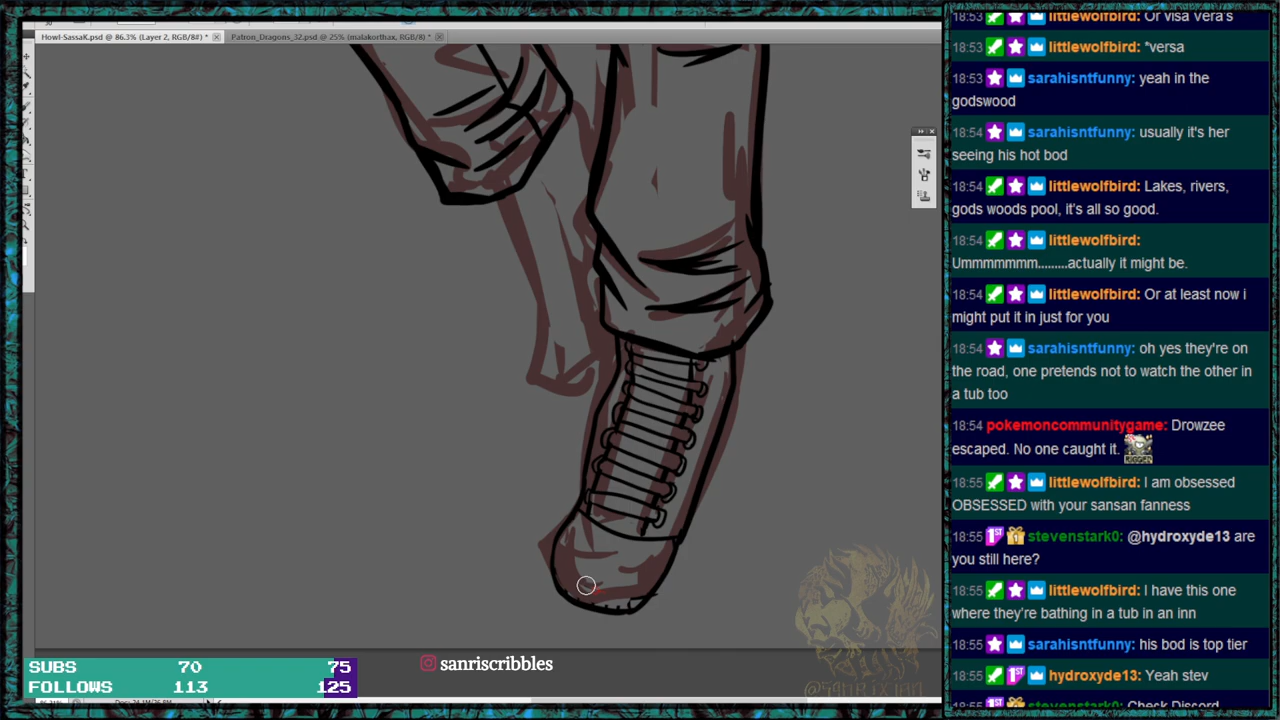 Howl-SassaK.psd @ 86.3% (Layer 2, RGB/8#) *
Patron_Dragons_32.psd @ 25% (malakorthax, RGB/8) *
18:53 littlewolfbird: Or visa Vera's
18:53 littlewolfbird: *versa
18:53 sarahisntfunny: yeah in the
godswood
18:54 sarahisntfunny: usually it's her
seeing his hot bod
18:54 littlewolfbird: Lakes, rivers,
gods woods pool, it's all so good.
18:54 littlewolfbird:
Ummmmmmm.........actually it might be.
18:54 littlewolfbird: Or at least now i
might put it in just for you
18:54 sarahisntfunny: oh yes they're on
the road, one pretends not to watch the other in
a tub too
18:54 pokemoncommunitygame: Drowzee
escaped. No one caught it.
18:55 littlewolfbird: I am obsessed
OBSESSED with your sansan fanness
18:55 stevenstark0: @hydroxyde13 are
you still here?
18:55 littlewolfbird: I have this one
where they're bathing in a tub in an inn
18:55 sarahisntfunny: his bod is top tier
18:55 hydroxyde13: Yeah stev
18:55 stevenstark0: Check Discord
SUBS 70 75
FOLLOWS 113 125
sanriscribbles